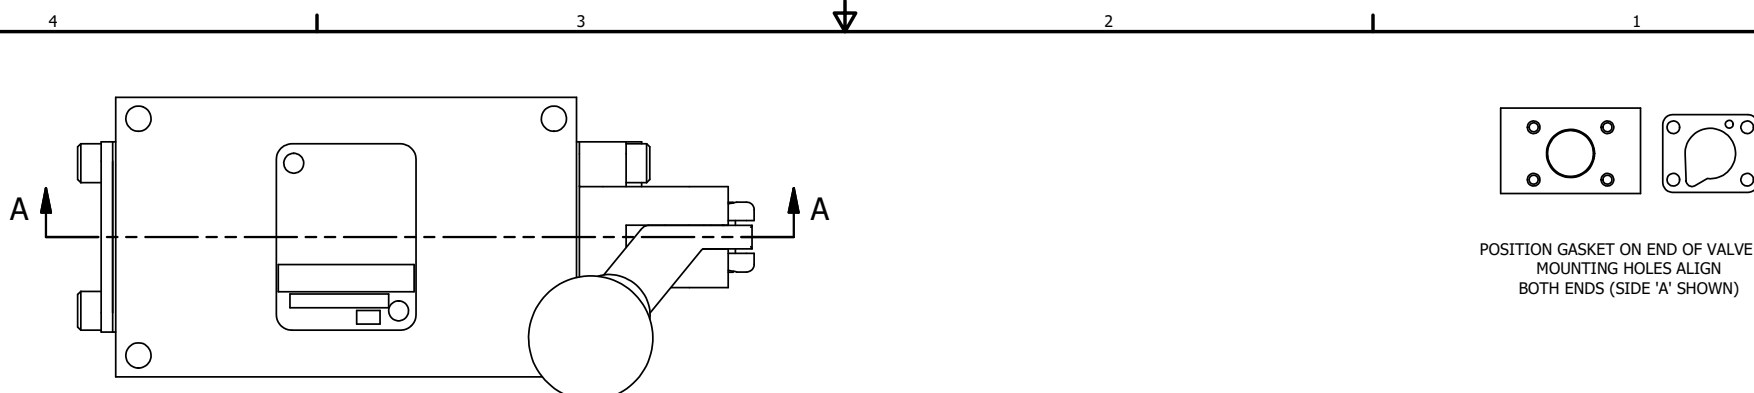 4 3 2 1
A A
POSITION GASKET ON END OF VALVE
MOUNTING HOLES ALIGN
BOTH ENDS (SIDE 'A' SHOWN)